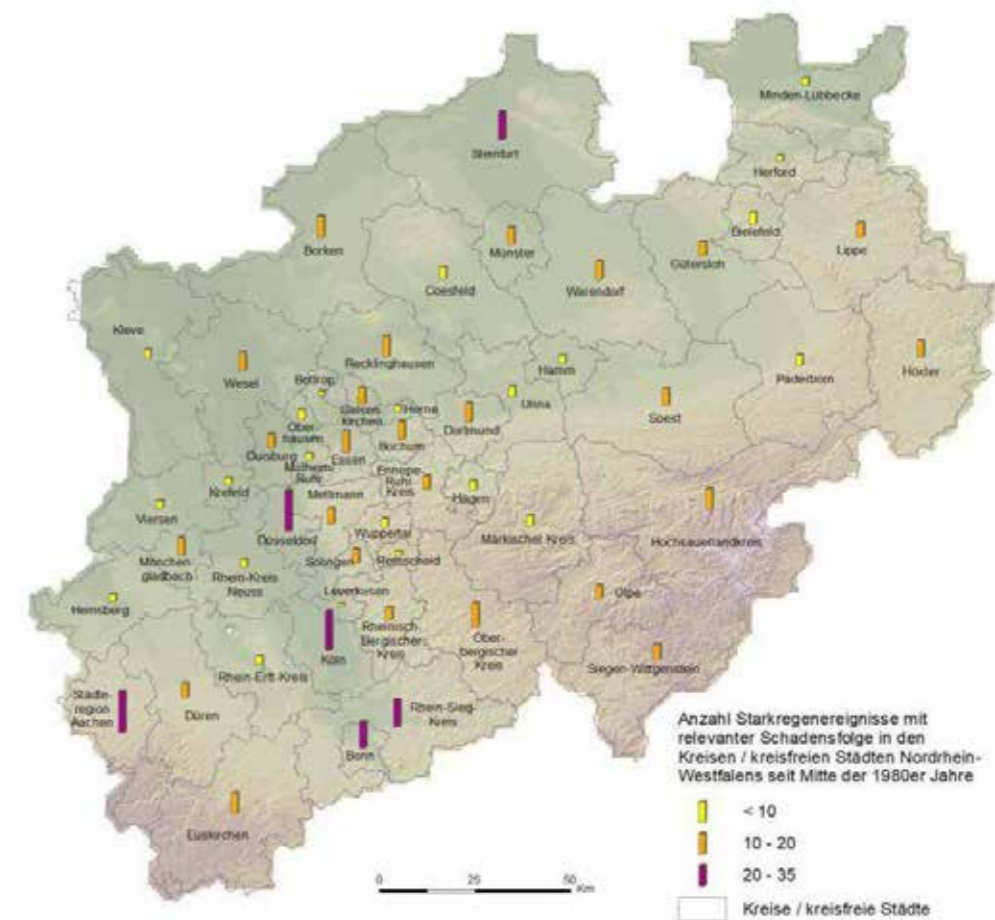 Minden-Lübbecke
Steinfurt
Herford
Bielefeld
Lippe
Borken
Münster
Gütersloh
Coesfeld
Warendorf
Kleve
Recklinghausen
Wesel
Hamm
Paderborn
Höxter
Bottrop
Unna
Gelsen-
kirchen
Herne
Soest
Ober-
hausen
Dortmund
Bochum
Duisburg
Essen
Mülheim/
Ruhr
Ennepe-
Ruhr
Kreis
Krefeld
Hagen
Mettmann
Viersen
Wuppertal
Märkischer Kreis
Düsseldorf
Hochsauerlandkreis
Mönchen-
gladbach
Solingen
Remscheid
Rhein-Kreis
Neuss
Leverkusen
Olpe
Heinsberg
Rheinisch-
Bergischer-
Kreis
Ober-
bergischer
Kreis
Köln
Rhein-Erft-Kreis
Siegen-Wittgenstein
Städte-
region
Aachen
Düren
Rhein-Sieg-
Kreis
Bonn
Euskirchen
Anzahl Starkregenereignisse mit
relevanter Schadensfolge in den
Kreisen / kreisfreien Städten Nordrhein-
Westfalens seit Mitte der 1980er Jahre
< 10
10 - 20
20 - 35
Kreise / kreisfreie Städte
0 25 50
Km